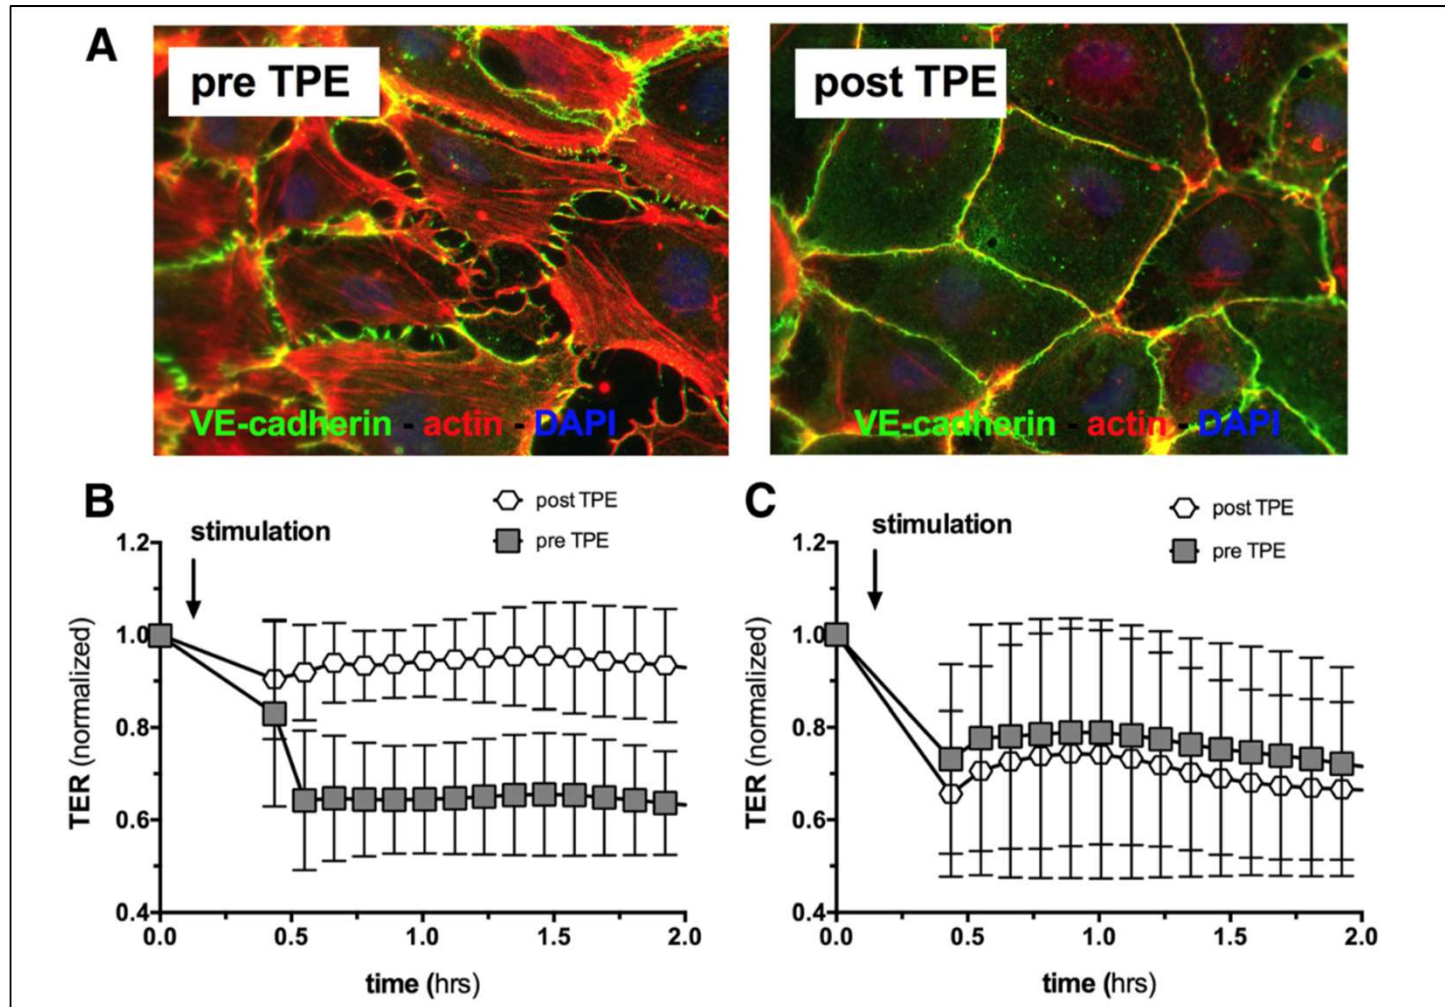 A
pre TPE
post TPE
VE-cadherin - actin - DAPI
VE-cadherin - actin - DAPI
B
post TPE
pre TPE
stimulation
1.2
1.0
0.8
0.6
0.4
TER (normalized)
0.0 0.5 1.0 1.5 2.0
time (hrs)
C
post TPE
pre TPE
stimulation
1.2
1.0
0.8
0.6
0.4
TER (normalized)
0.0 0.5 1.0 1.5 2.0
time (hrs)